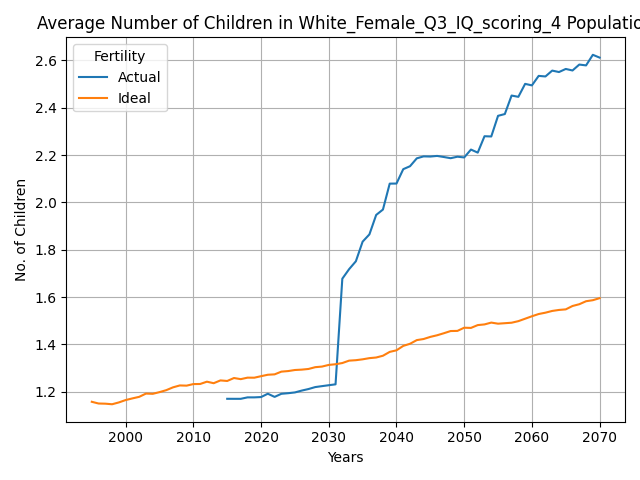 Average Number of Children in White_Female_Q3_IQ_scoring_4 Populatio
Fertility
Actual
Ideal
2.6
2.4
2.2
2.0
1.8
1.6
1.4
1.2
No. of Children
2000 2010 2020 2030 2040 2050 2060 2070
Years